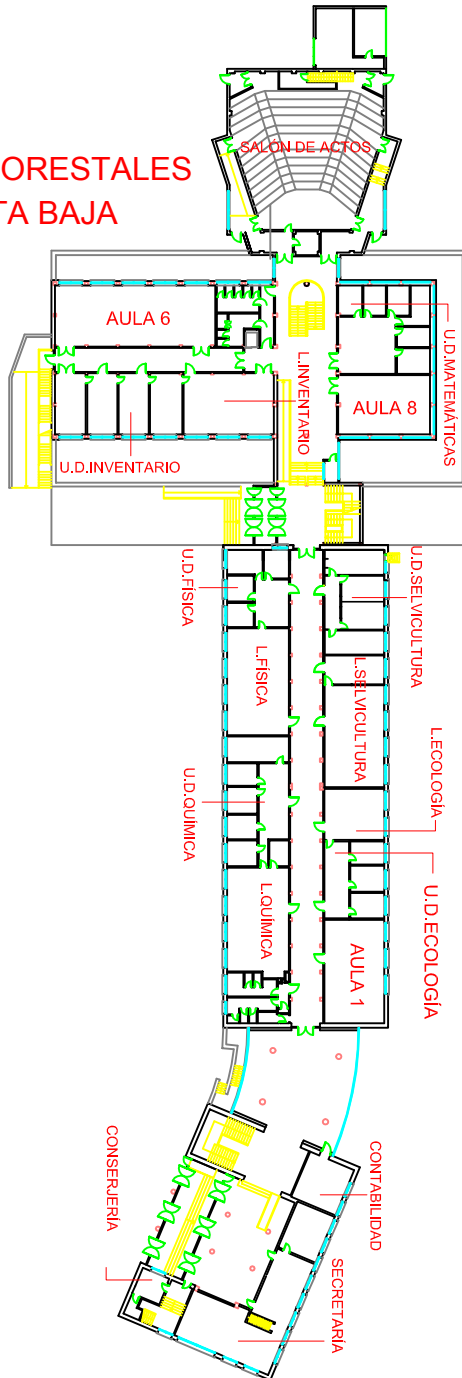 SALÓN DE ACTOS
ORESTALES
TA BAJA
AULA 6
L.INVENTARIO
U.D.MATEMÁTICAS
AULA 8
U.D.INVENTARIO
U.D.FÍSICA
U.D.SELVICULTURA
L.FÍSICA
L.SELVICULTURA
L.ECOLOGÍA
U.D.QUÍMICA
U.D.ECOLOGÍA
L.QUÍMICA
AULA 1
CONSERJERÍA
CONTABILIDAD
SECRETARÍA